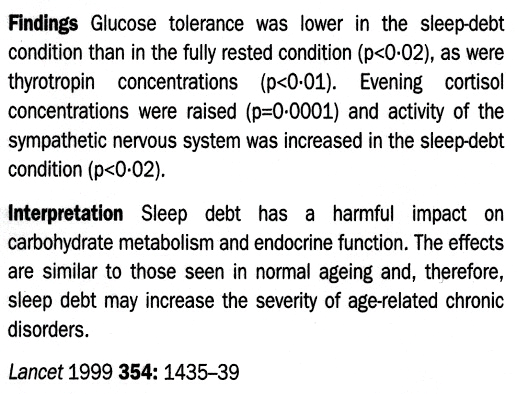 Findings Glucose tolerance was lower in the sleep-debt
condition than in the fully rested condition (p<0·02), as were
thyrotropin concentrations (p<0·01). Evening cortisol
concentrations were raised (p=0·0001) and activity of the
sympathetic nervous system was increased in the sleep-debt
condition (p<0·02).
Interpretation Sleep debt has a harmful impact on
carbohydrate metabolism and endocrine function. The effects
are similar to those seen in normal ageing and, therefore,
sleep debt may increase the severity of age-related chronic
disorders.
Lancet 1999 354: 1435–39